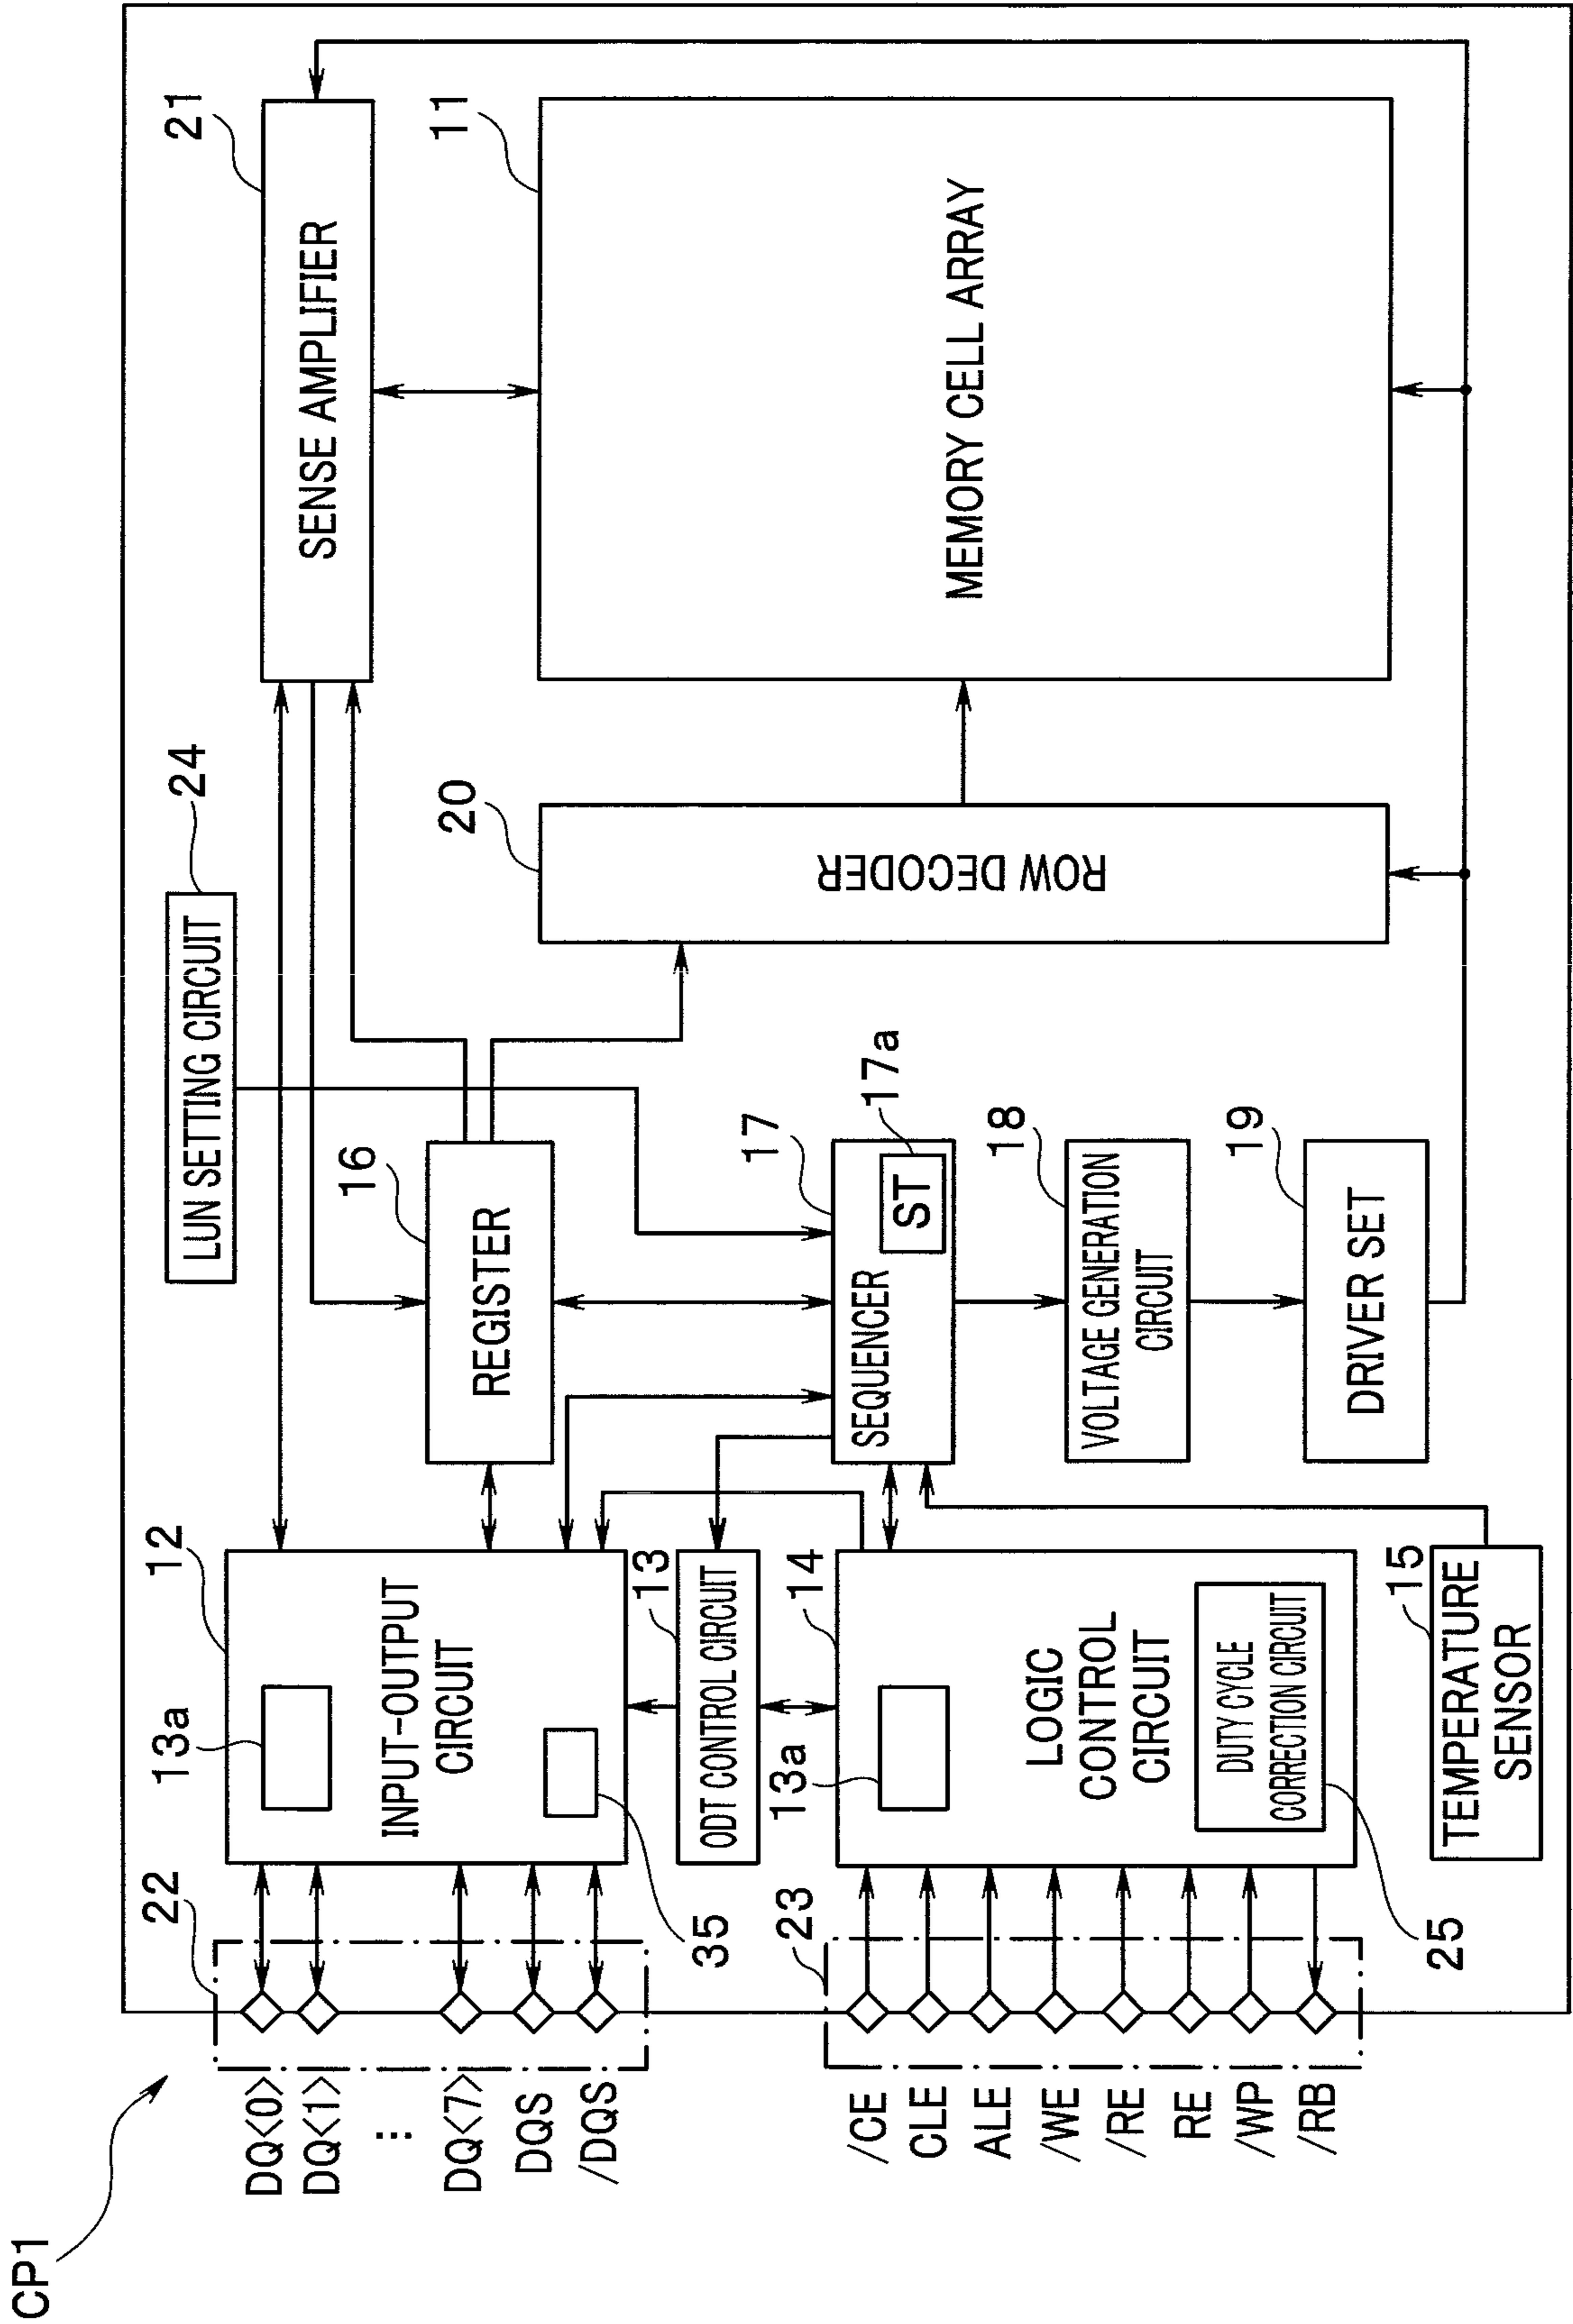 CP1
22
DQ<0>
DQ<1>
⋮
DQ<7>
DQS
/DQS
23
/CE
CLE
ALE
/WE
/RE
RE
/WP
/RB
12
13a
INPUT-OUTPUT
CIRCUIT
35
13
ODT CONTROL CIRCUIT
14
13a
LOGIC
CONTROL
CIRCUIT
DUTY CYCLE
CORRECTION CIRCUIT
25
15
TEMPERATURE
SENSOR
24
LUN SETTING CIRCUIT
16
REGISTER
17
SEQUENCER
17a
ST
18
VOLTAGE GENERATION
CIRCUIT
19
DRIVER SET
20
ROW DECODER
21
SENSE AMPLIFIER
11
MEMORY CELL ARRAY